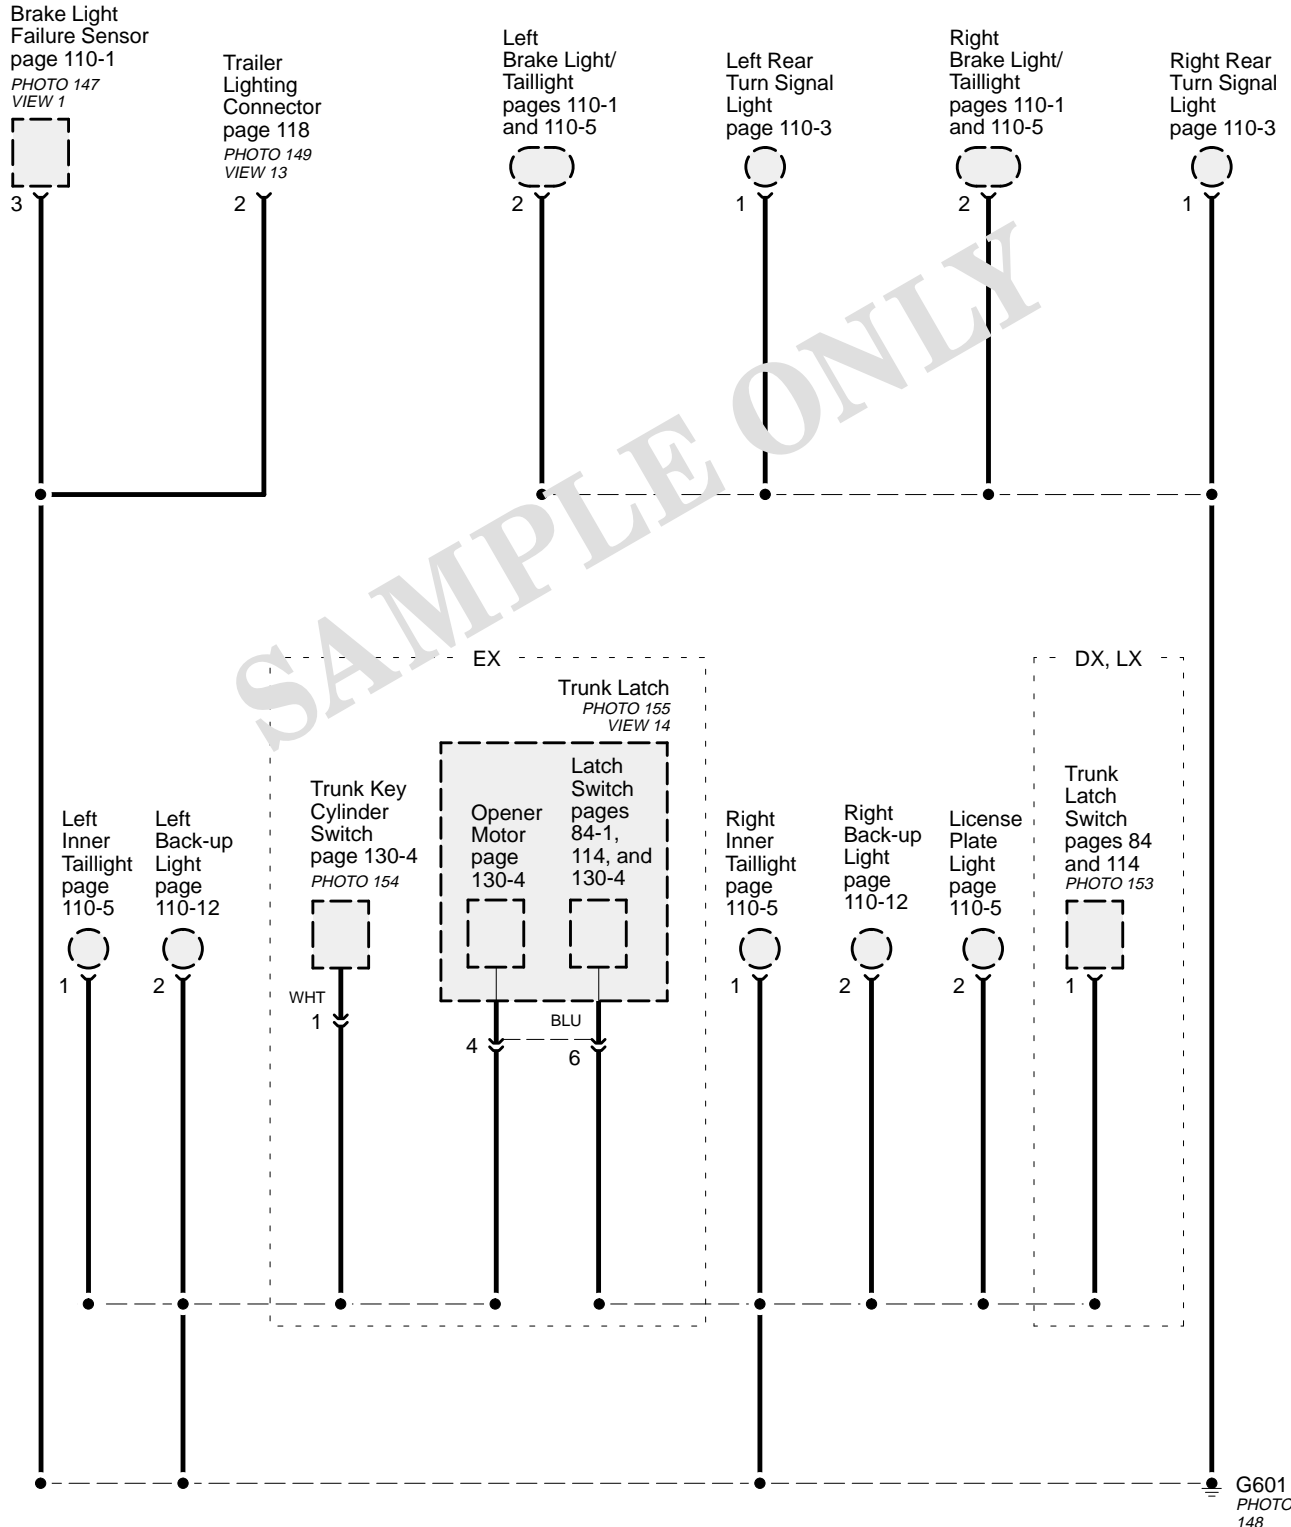 Brake Light
Failure Sensor
page 110-1
PHOTO 147
VIEW 1
3
Trailer
Lighting
Connector
page 118
PHOTO 149
VIEW 13
2
Left
Brake Light/
Taillight
pages 110-1
and 110-5
2
Left Rear
Turn Signal
Light
page 110-3
1
Right
Brake Light/
Taillight
pages 110-1
and 110-5
2
Right Rear
Turn Signal
Light
page 110-3
1
SAMPLE ONLY
EX
DX, LX
Left
Inner
Taillight
page
110-5
1
Left
Back-up
Light
page
110-12
2
Trunk Key
Cylinder
Switch
page 130-4
PHOTO 154
WHT
1
Trunk Latch
PHOTO 155
VIEW 14
Opener
Motor
page
130-4
4
Latch
Switch
pages
84-1,
114, and
130-4
BLU
6
Right
Inner
Taillight
page
110-5
1
Right
Back-up
Light
page
110-12
2
License
Plate
Light
page
110-5
2
Trunk
Latch
Switch
pages 84
and 114
PHOTO 153
1
G601
PHOTO
148